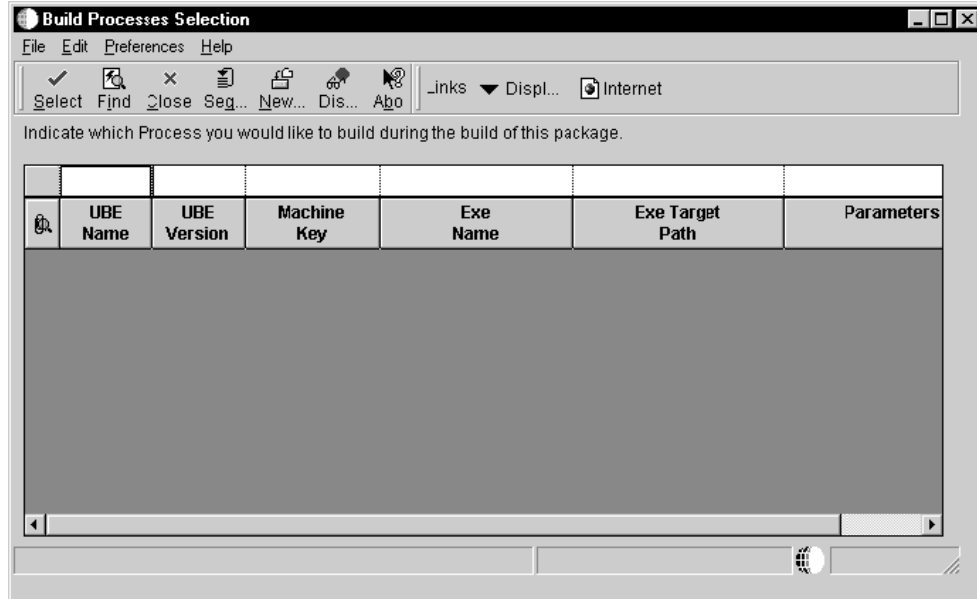 Build Processes Selection
File Edit Preferences Help
Select Find Close Seq... New... Dis... Abo Links Displ... Internet
Indicate which Process you would like to build during the build of this package.
UBE Name UBE Version Machine Key Exe Name Exe Target Path Parameters